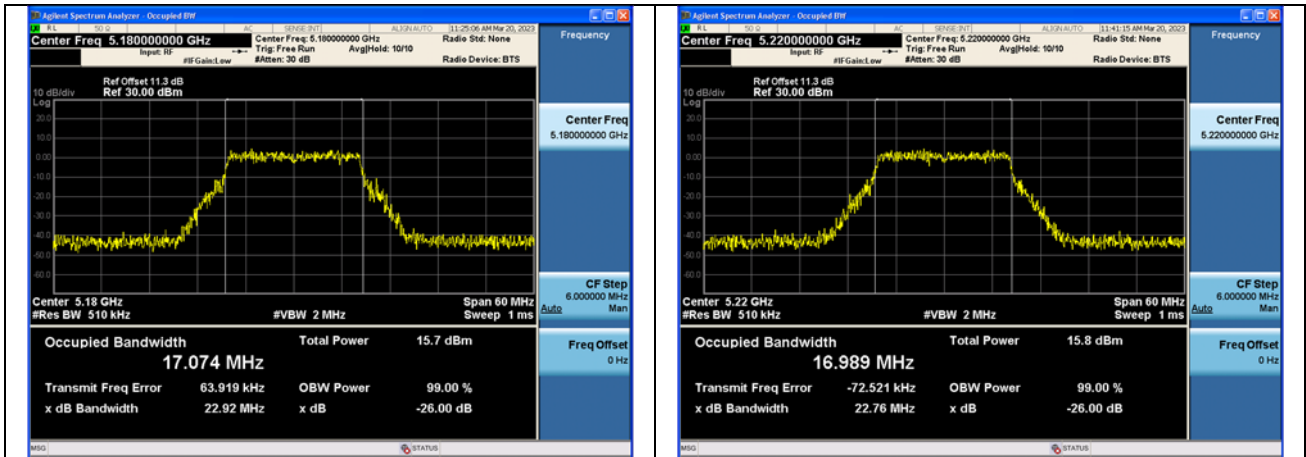 Agilent Spectrum Analyzer - Occupied BW
RL 50 Ω AC SENSE:INT ALIGN AUTO 11:25:06 AM Mar 20, 2023
Center Freq 5.180000000 GHz
Center Freq: 5.180000000 GHz
Radio Std: None
Frequency
Input: RF
Trig: Free Run Avg|Hold: 10/10
#IFGain:Low
#Atten: 30 dB
Radio Device: BTS
Ref Offset 11.3 dB
10 dB/div Ref 30.00 dBm
Log
20.0
10.0
0.00
-10.0
-20.0
-30.0
-40.0
-50.0
-60.0
Center 5.18 GHz Span 60 MHz
#Res BW 510 kHz #VBW 2 MHz Sweep 1 ms
Occupied Bandwidth Total Power 15.7 dBm
17.074 MHz
Transmit Freq Error 63.919 kHz OBW Power 99.00 %
x dB Bandwidth 22.92 MHz x dB -26.00 dB
Center Freq
5.180000000 GHz
CF Step
6.000000 MHz
Auto Man
Freq Offset
0 Hz
MSG STATUS
Agilent Spectrum Analyzer - Occupied BW
RL 50 Ω AC SENSE:INT ALIGN AUTO 11:41:15 AM Mar 20, 2023
Center Freq 5.220000000 GHz
Center Freq: 5.220000000 GHz
Radio Std: None
Frequency
Input: RF
Trig: Free Run Avg|Hold: 10/10
#IFGain:Low
#Atten: 30 dB
Radio Device: BTS
Ref Offset 11.3 dB
10 dB/div Ref 30.00 dBm
Log
20.0
10.0
0.00
-10.0
-20.0
-30.0
-40.0
-50.0
-60.0
Center 5.22 GHz Span 60 MHz
#Res BW 510 kHz #VBW 2 MHz Sweep 1 ms
Occupied Bandwidth Total Power 15.8 dBm
16.989 MHz
Transmit Freq Error -72.521 kHz OBW Power 99.00 %
x dB Bandwidth 22.76 MHz x dB -26.00 dB
Center Freq
5.220000000 GHz
CF Step
6.000000 MHz
Auto Man
Freq Offset
0 Hz
MSG STATUS